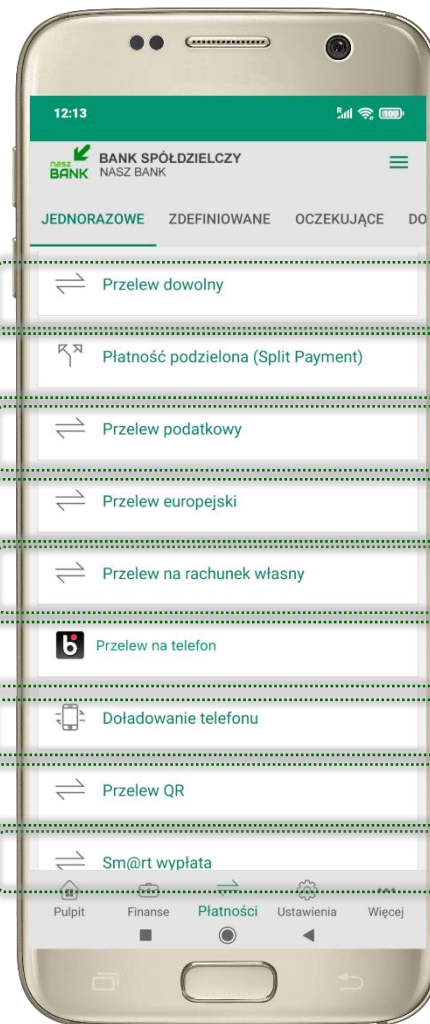 12:13
nasz
BANK
BANK SPÓŁDZIELCZY
NASZ BANK
JEDNORAZOWE ZDEFINIOWANE OCZEKUJĄCE DO
Przelew dowolny
Płatność podzielona (Split Payment)
Przelew podatkowy
Przelew europejski
Przelew na rachunek własny
Przelew na telefon
Doładowanie telefonu
Przelew QR
Sm@rt wypłata
Pulpit Finanse Płatności Ustawienia Więcej